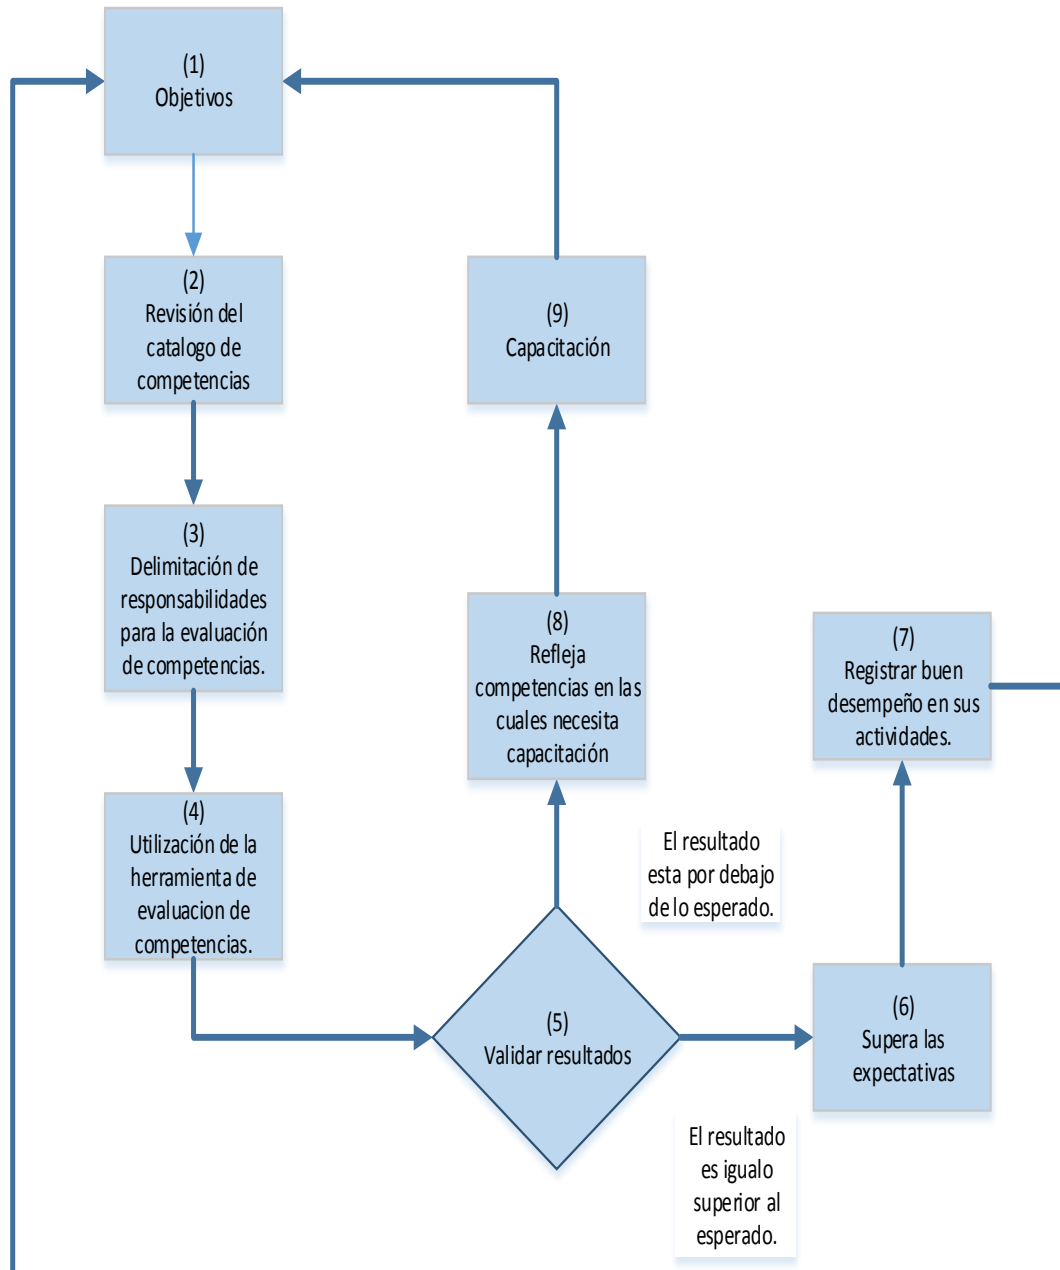 (1)
Objetivos
(2)
Revisión del
catalogo de
competencias
(3)
Delimitación de
responsabilidades
para la evaluación
de competencias.
(4)
Utilización de la
herramienta de
evaluacion de
competencias.
(5)
Validar resultados
(6)
Supera las
expectativas
(7)
Registrar buen
desempeño en sus
actividades.
(8)
Refleja
competencias en las
cuales necesita
capacitación
(9)
Capacitación
El resultado
esta por debajo
de lo esperado.
El resultado
es igualo
superior al
esperado.